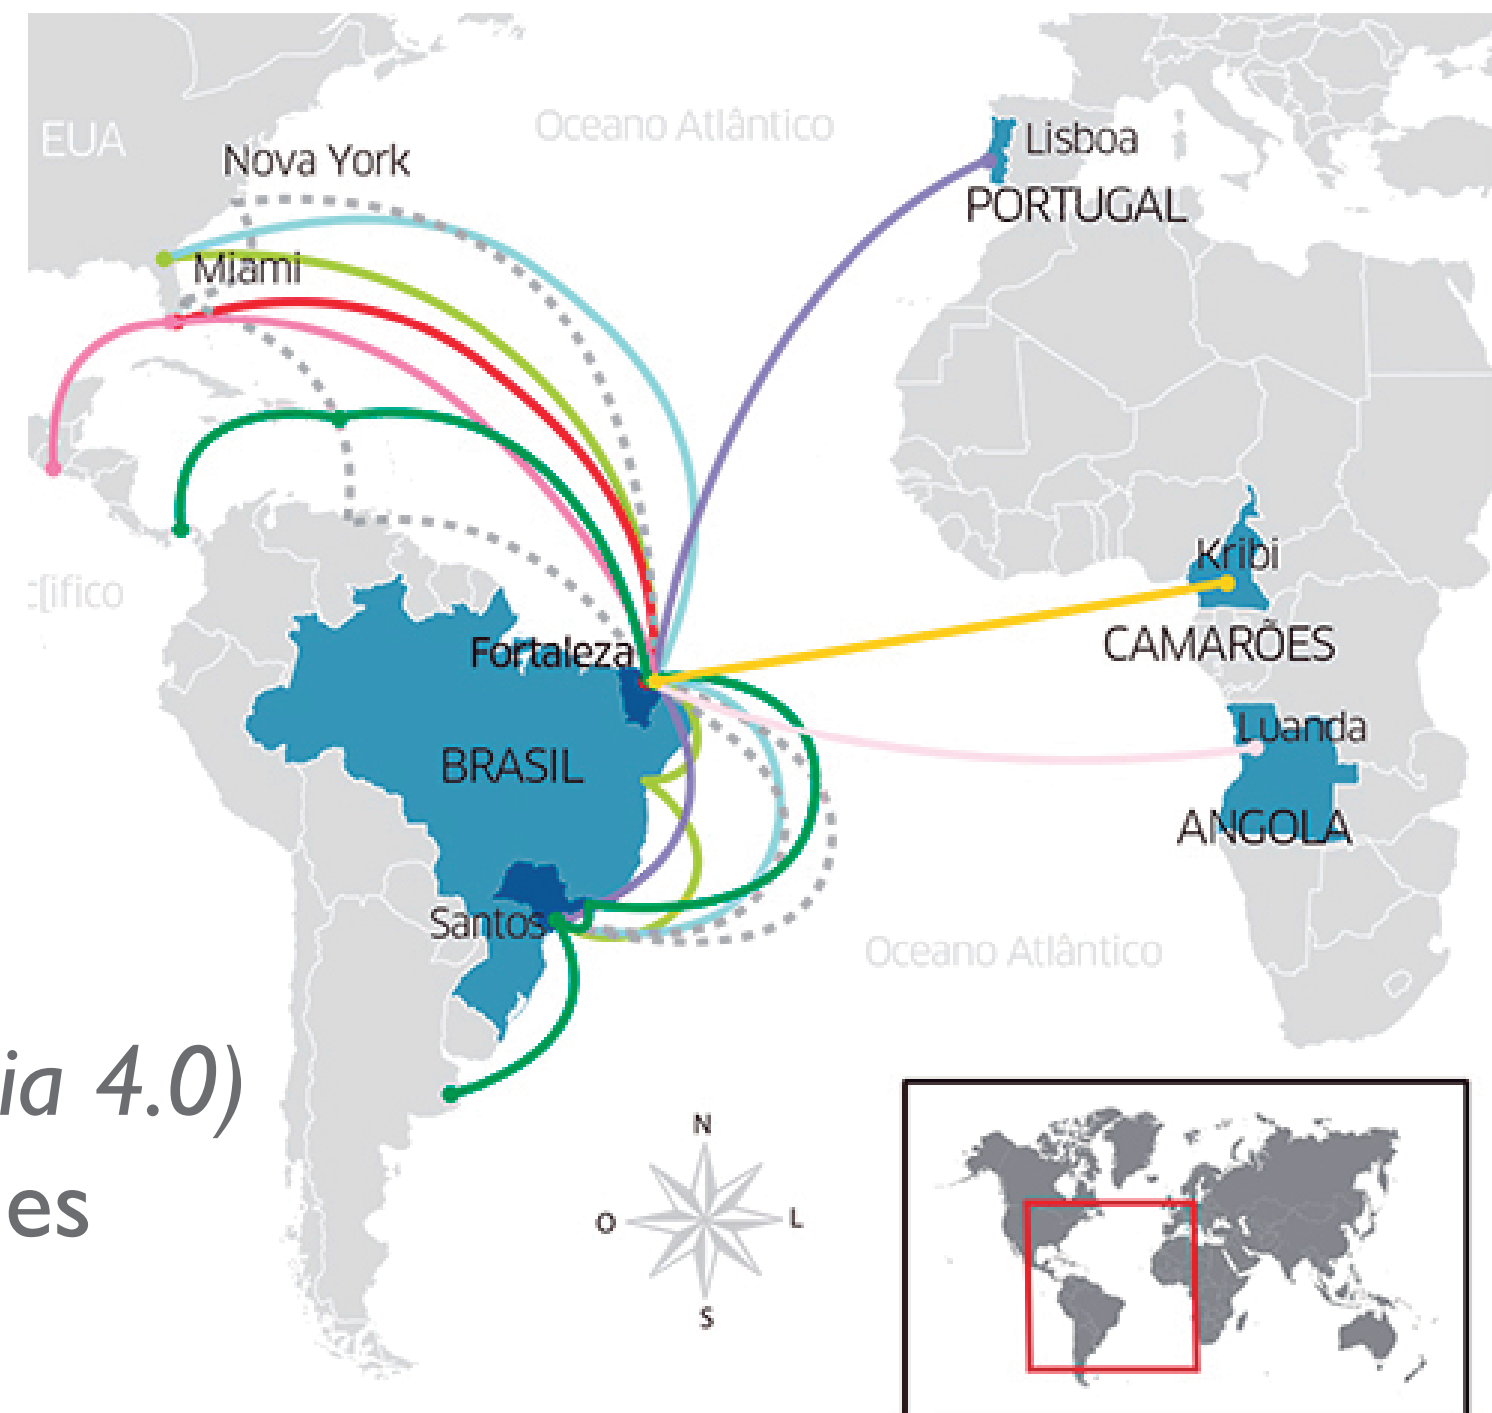 Oceano Atlântico
EUA
Nova York
Lisboa
PORTUGAL
Miami
Kribi
CAMARÕES
Fortaleza
Luanda
BRASIL
ANGOLA
Santos
Oceano Atlântico
ia 4.0)
es
N
O
L
S